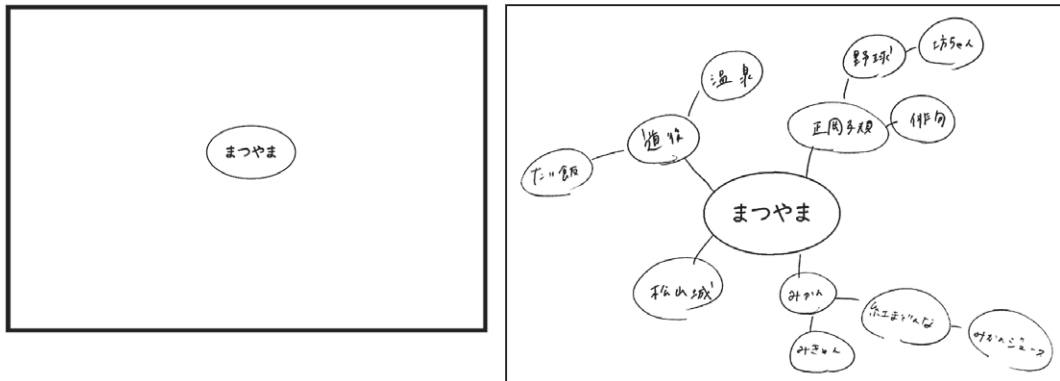 まつやま
まつやま
正岡子規
野球
坊ちゃん
俳句
道後
温泉
たい飯
松山城
みかん
みきゃん
紅まどんな
みかんジュース